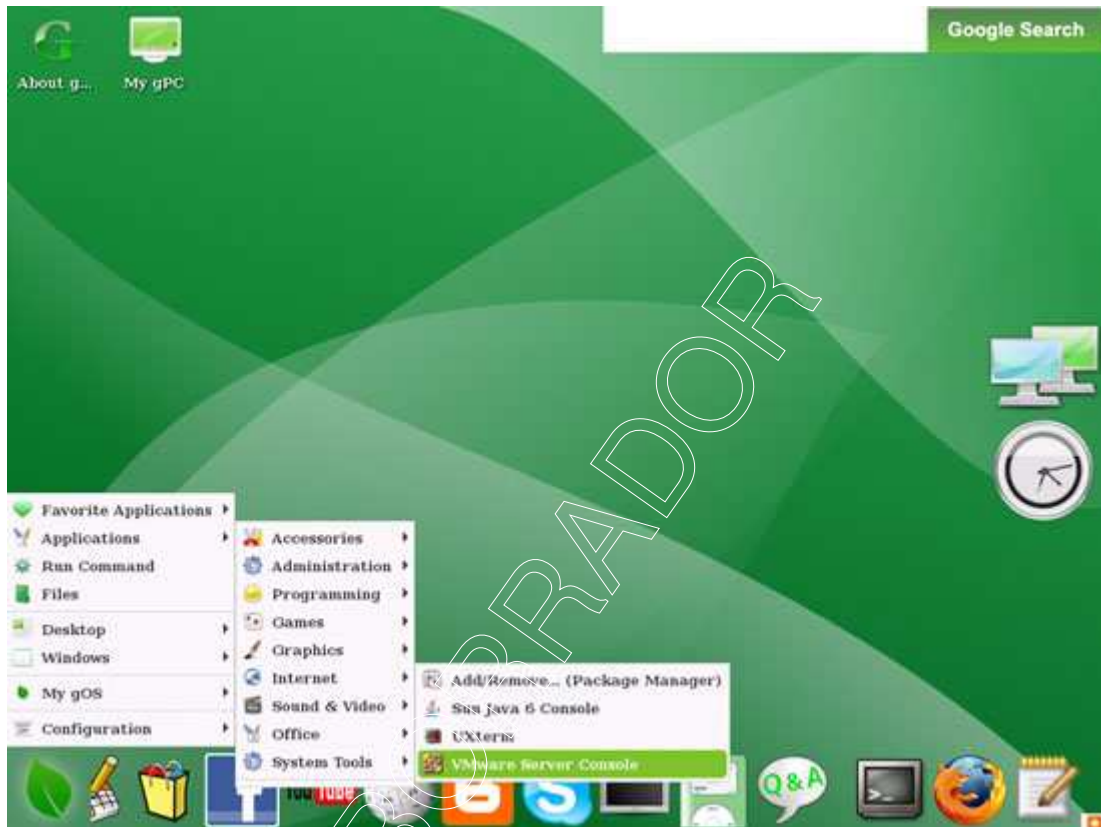 Google Search
About g...
My gPC
Favorite Applications
Applications
Run Command
Files
Desktop
Windows
My gOS
Configuration
Accessories
Administration
Programming
Games
Graphics
Internet
Sound & Video
Office
System Tools
Add/Remove... (Package Manager)
Sun Java 6 Console
UXterm
VMware Server Console
You Tube
Q&A